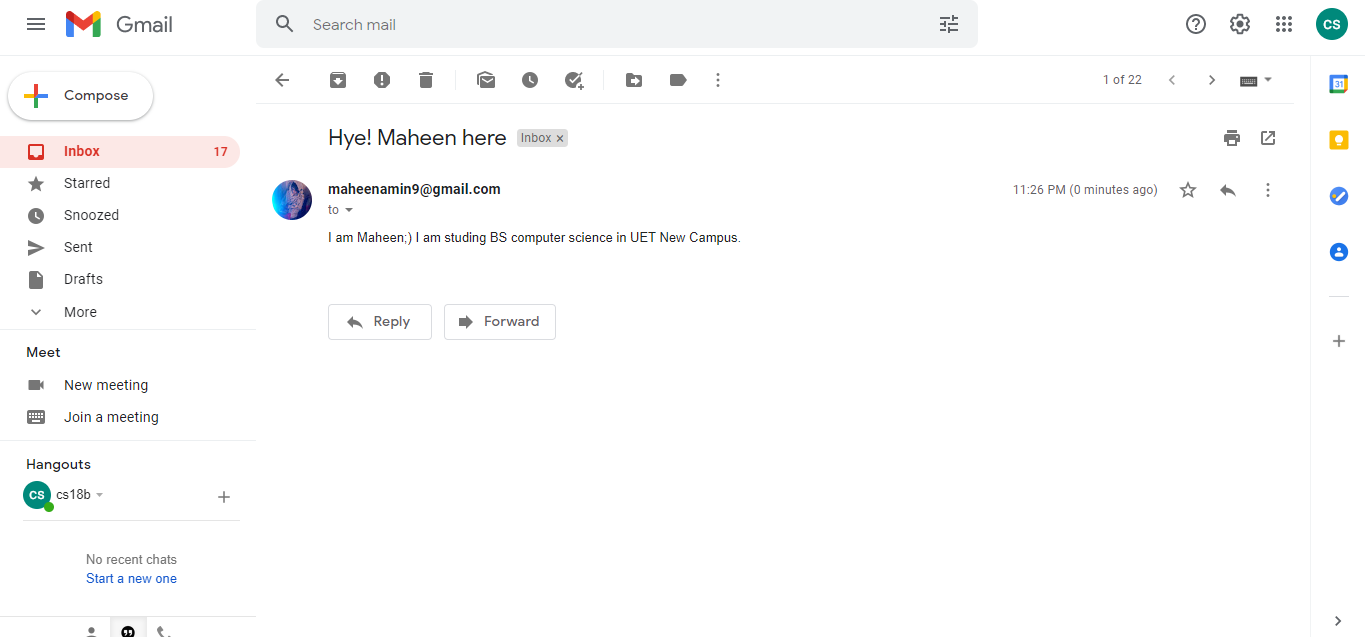 Gmail
Search mail
CS
Compose
1 of 22
31
Hye! Maheen here Inbox ×
Inbox 17
Starred
Snoozed
Sent
Drafts
More
maheenamin9@gmail.com 11:26 PM (0 minutes ago)
to
I am Maheen;) I am studing BS computer science in UET New Campus.
Reply Forward
Meet
New meeting
Join a meeting
Hangouts
CS cs18b
No recent chats
Start a new one